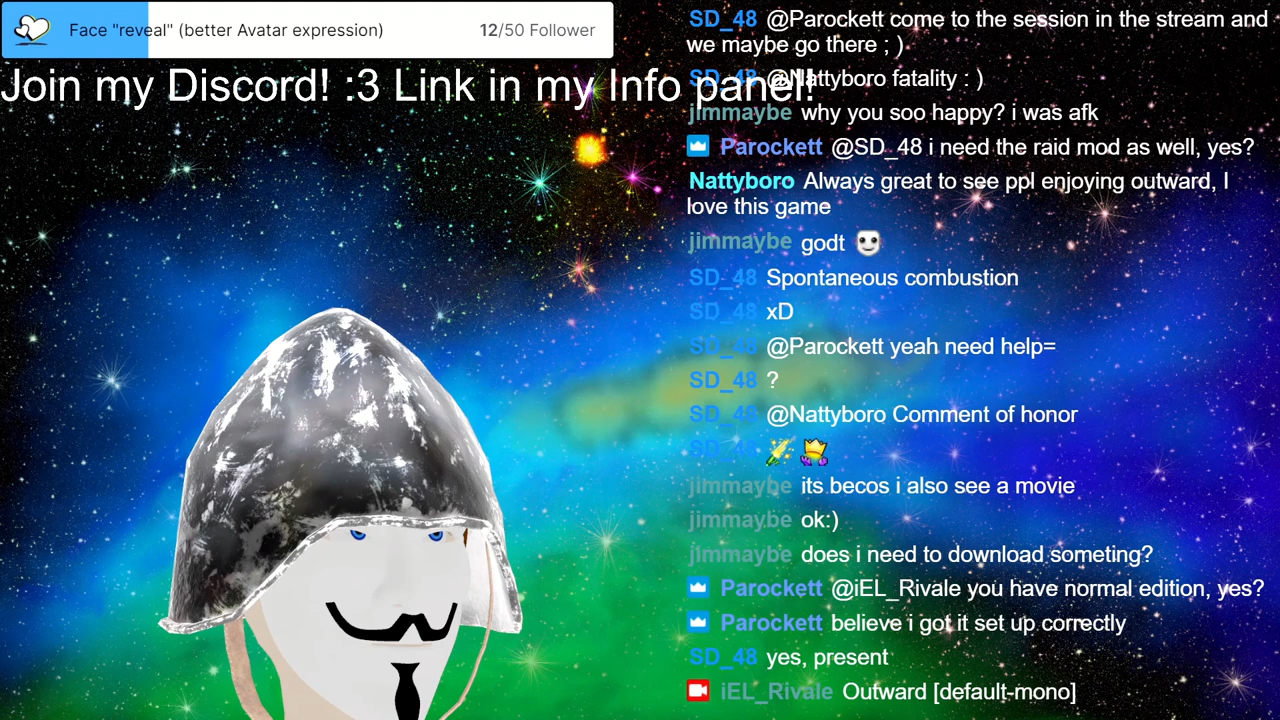 Face "reveal" (better Avatar expression) 12/50 Follower
Join my Discord! :3 Link in my Info panel!
SD_48 @Parockett come to the session in the stream and
we maybe go there ; )
SD_48 @Nattyboro fatality : )
jimmaybe why you soo happy? i was afk
Parockett @SD_48 i need the raid mod as well, yes?
Nattyboro Always great to see ppl enjoying outward, I
love this game
jimmaybe godt
SD_48 Spontaneous combustion
SD_48 xD
SD_48 @Parockett yeah need help=
SD_48 ?
SD_48 @Nattyboro Comment of honor
SD_48
jimmaybe its becos i also see a movie
jimmaybe ok:)
jimmaybe does i need to download someting?
Parockett @iEL_Rivale you have normal edition, yes?
Parockett believe i got it set up correctly
SD_48 yes, present
iEL_Rivale Outward [default-mono]